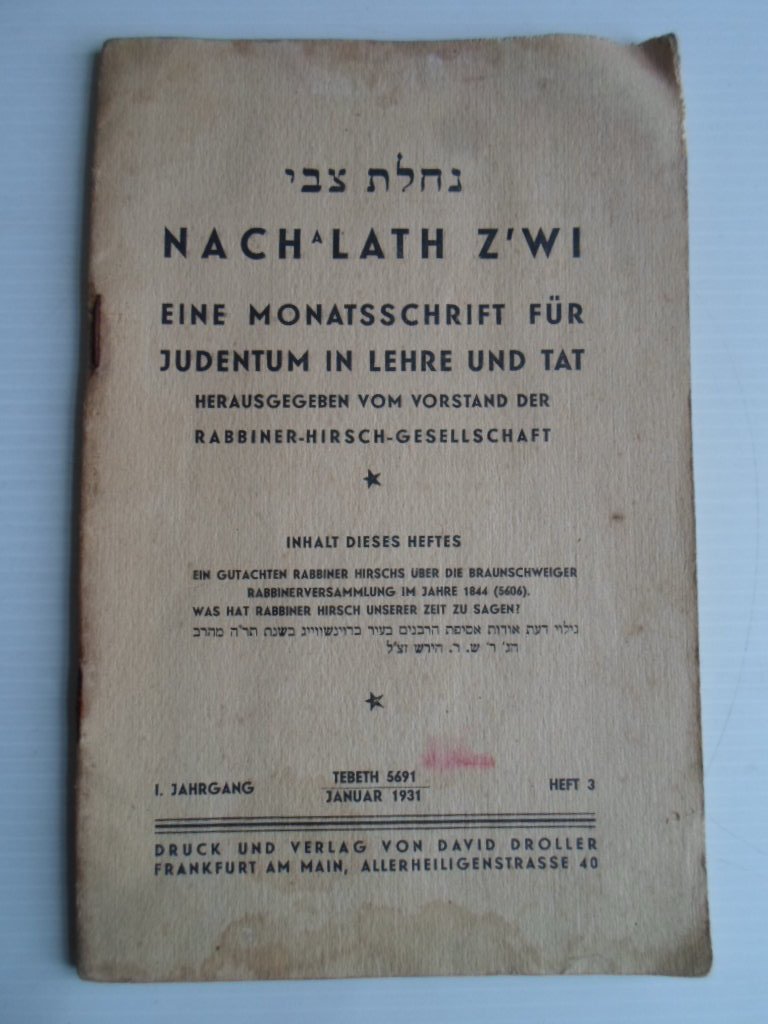 נחלת צבי
NACHᴬLATH Z'WI
EINE MONATSSCHRIFT FÜR
JUDENTUM IN LEHRE UND TAT
HERAUSGEGEBEN VOM VORSTAND DER
RABBINER-HIRSCH-GESELLSCHAFT
INHALT DIESES HEFTES
EIN GUTACHTEN RABBINER HIRSCHS ÜBER DIE BRAUNSCHWEIGER
RABBINERVERSAMMLUNG IM JAHRE 1844 (5606).
WAS HAT RABBINER HIRSCH UNSERER ZEIT ZU SAGEN?
גילוי דעת אודות אסיפת הרבנים בעיר ברוינשווייג בשנת תר"ה מהרב
הג' ר' ש. ר. הירש זצ"ל
I. JAHRGANG
TEBETH 5691
JANUAR 1931
HEFT 3
DRUCK UND VERLAG VON DAVID DROLLER
FRANKFURT AM MAIN, ALLERHEILIGENSTRASSE 40